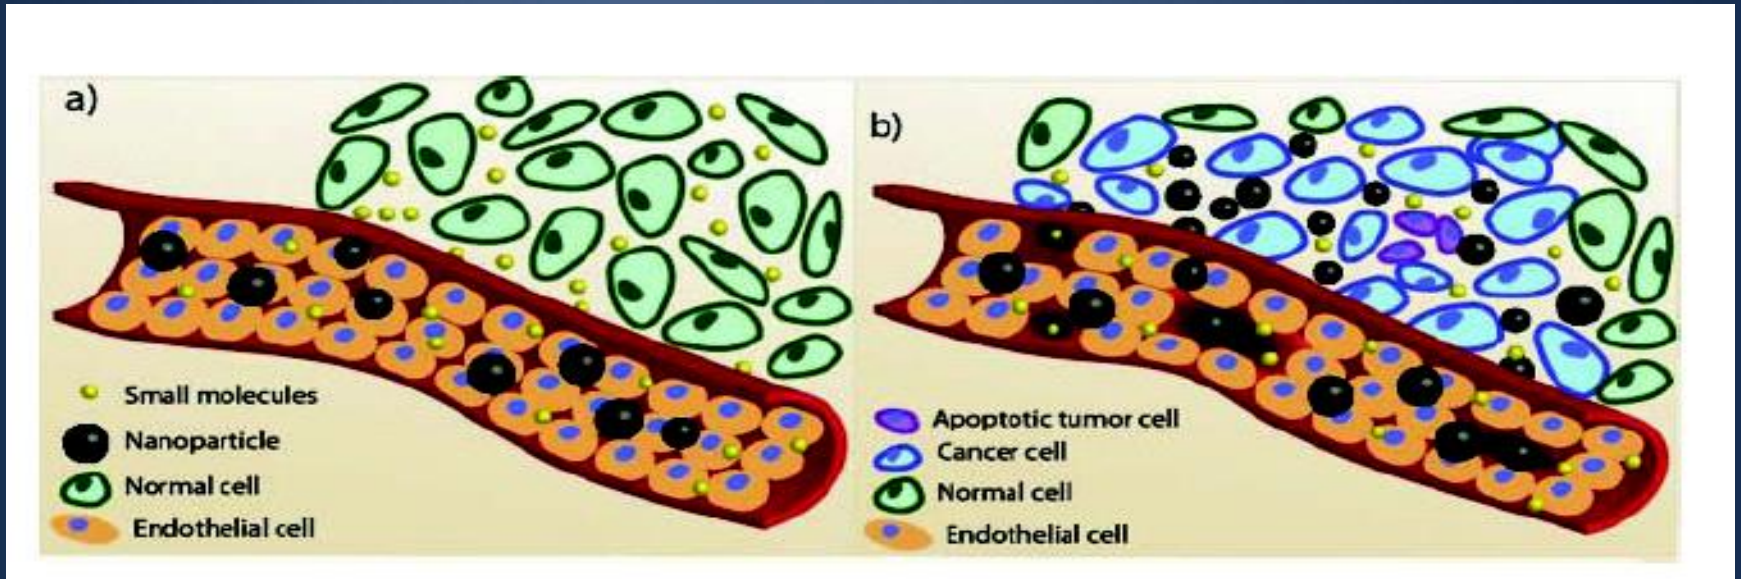 a)
Small molecules
Nanoparticle
Normal cell
Endothelial cell
b)
Apoptotic tumor cell
Cancer cell
Normal cell
Endothelial cell